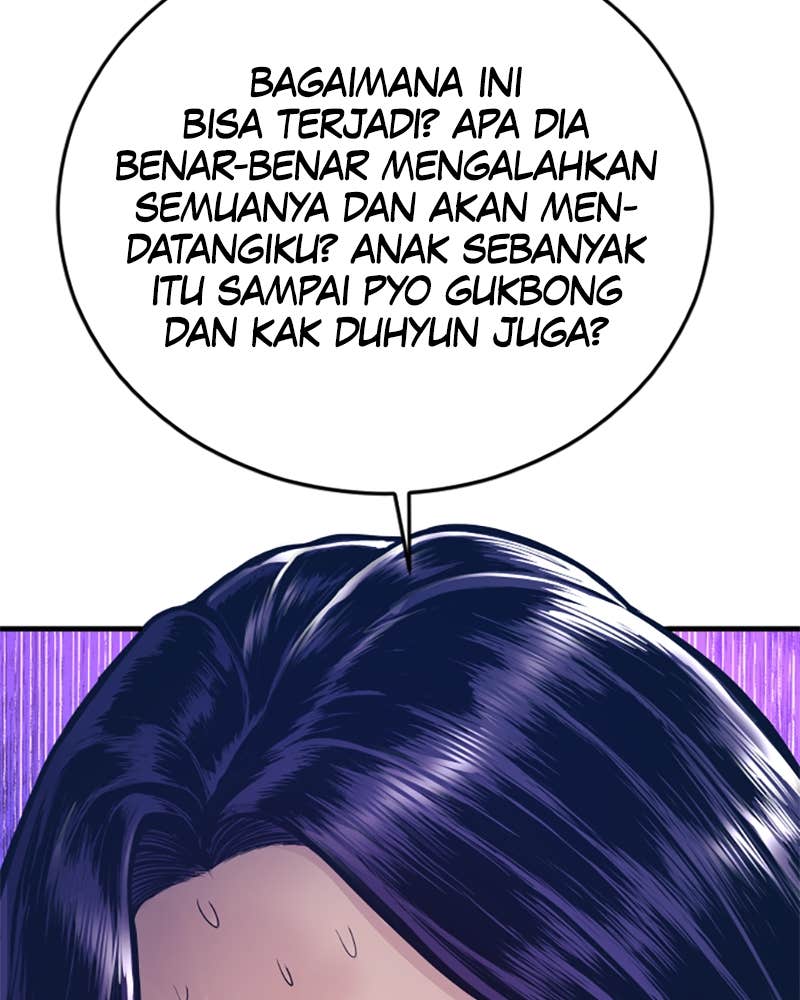 BAGAIMANA INI
BISA TERJADI? APA DIA
BENAR-BENAR MENGALAHKAN
SEMUANYA DAN AKAN MEN-
DATANGIKU? ANAK SEBANYAK
ITU SAMPAI PYO GUKBONG
DAN KAK DUHYUN JUGA?